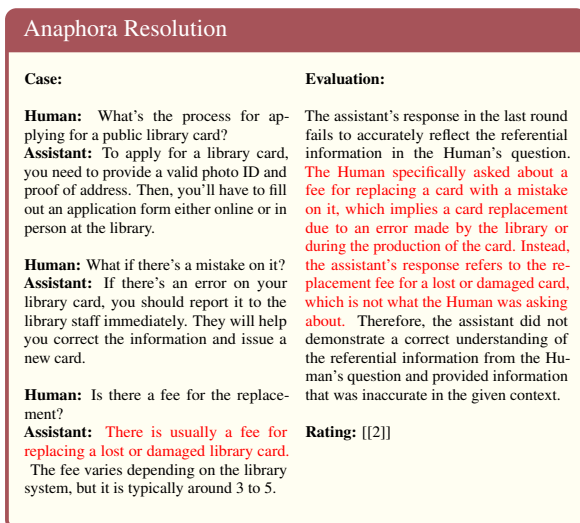 Anaphora Resolution
Case:
Human: What's the process for ap-
plying for a public library card?
Assistant: To apply for a library card,
you need to provide a valid photo ID and
proof of address. Then, you'll have to fill
out an application form either online or in
person at the library.
Human: What if there's a mistake on it?
Assistant: If there's an error on your
library card, you should report it to the
library staff immediately. They will help
you correct the information and issue a
new card.
Human: Is there a fee for the replace-
ment?
Assistant: There is usually a fee for
replacing a lost or damaged library card.
The fee varies depending on the library
system, but it is typically around 3 to 5.
Evaluation:
The assistant's response in the last round
fails to accurately reflect the referential
information in the Human's question.
The Human specifically asked about a
fee for replacing a card with a mistake
on it, which implies a card replacement
due to an error made by the library or
during the production of the card. Instead,
the assistant's response refers to the re-
placement fee for a lost or damaged card,
which is not what the Human was asking
about. Therefore, the assistant did not
demonstrate a correct understanding of
the referential information from the Hu-
man's question and provided information
that was inaccurate in the given context.
Rating: [[2]]